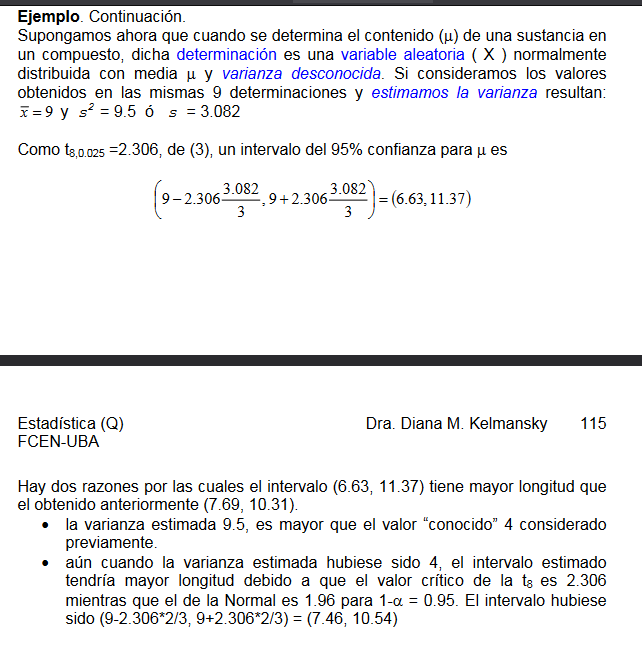 Ejemplo. Continuación.
Supongamos ahora que cuando se determina el contenido (μ) de una sustancia en
un compuesto, dicha determinación es una variable aleatoria ( X ) normalmente
distribuida con media μ y varianza desconocida. Si consideramos los valores
obtenidos en las mismas 9 determinaciones y estimamos la varianza resultan:
x̄ = 9 y s² = 9.5 ó s = 3.082
Como t₈,₀.₀₂₅ =2.306, de (3), un intervalo del 95% confianza para μ es
(9 − 2.306 3.082/3, 9 + 2.306 3.082/3) = (6.63, 11.37)
Estadística (Q) Dra. Diana M. Kelmansky 115
FCEN-UBA
Hay dos razones por las cuales el intervalo (6.63, 11.37) tiene mayor longitud que
el obtenido anteriormente (7.69, 10.31).
• la varianza estimada 9.5, es mayor que el valor “conocido” 4 considerado
previamente.
• aún cuando la varianza estimada hubiese sido 4, el intervalo estimado
tendría mayor longitud debido a que el valor crítico de la t₈ es 2.306
mientras que el de la Normal es 1.96 para 1-α = 0.95. El intervalo hubiese
sido (9-2.306*2/3, 9+2.306*2/3) = (7.46, 10.54)